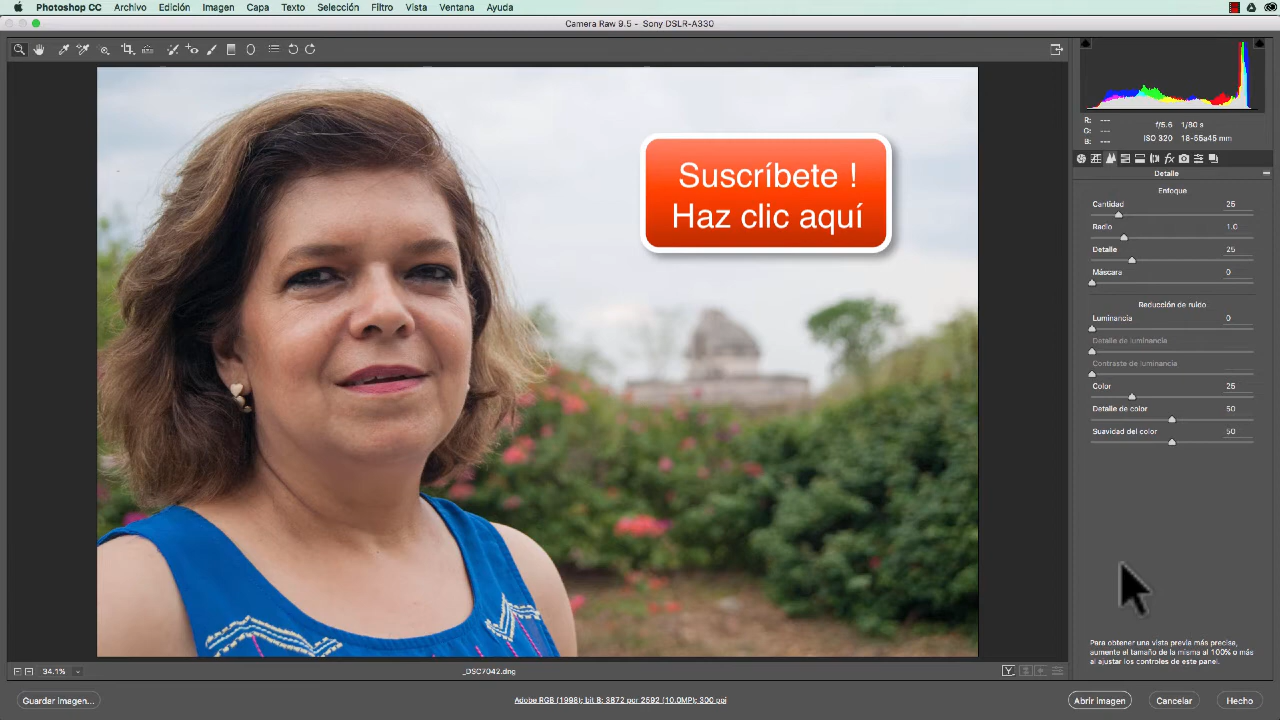 Photoshop CC Archivo Edición Imagen Capa Texto Selección Filtro Vista Ventana Ayuda
Camera Raw 9.5 - Sony DSLR-A330
Suscríbete !
Haz clic aquí
R: ---
G: ---
B: ---
f/5.6 1/80 s
ISO 320 18-55a45 mm
Detalle
Enfoque
Cantidad 25
Radio 1.0
Detalle 25
Máscara 0
Reducción de ruido
Luminancia 0
Detalle de luminancia
Contraste de luminancia
Color 25
Detalle de color 50
Suavidad del color 50
Para obtener una vista previa más precisa,
aumente el tamaño de la misma al 100% o más
al ajustar los controles de este panel.
34.1% _DSC7042.dng
Guardar imagen... Adobe RGB (1998); bit 8; 3872 por 2592 (10.0MP); 300 ppi Abrir imagen Cancelar Hecho